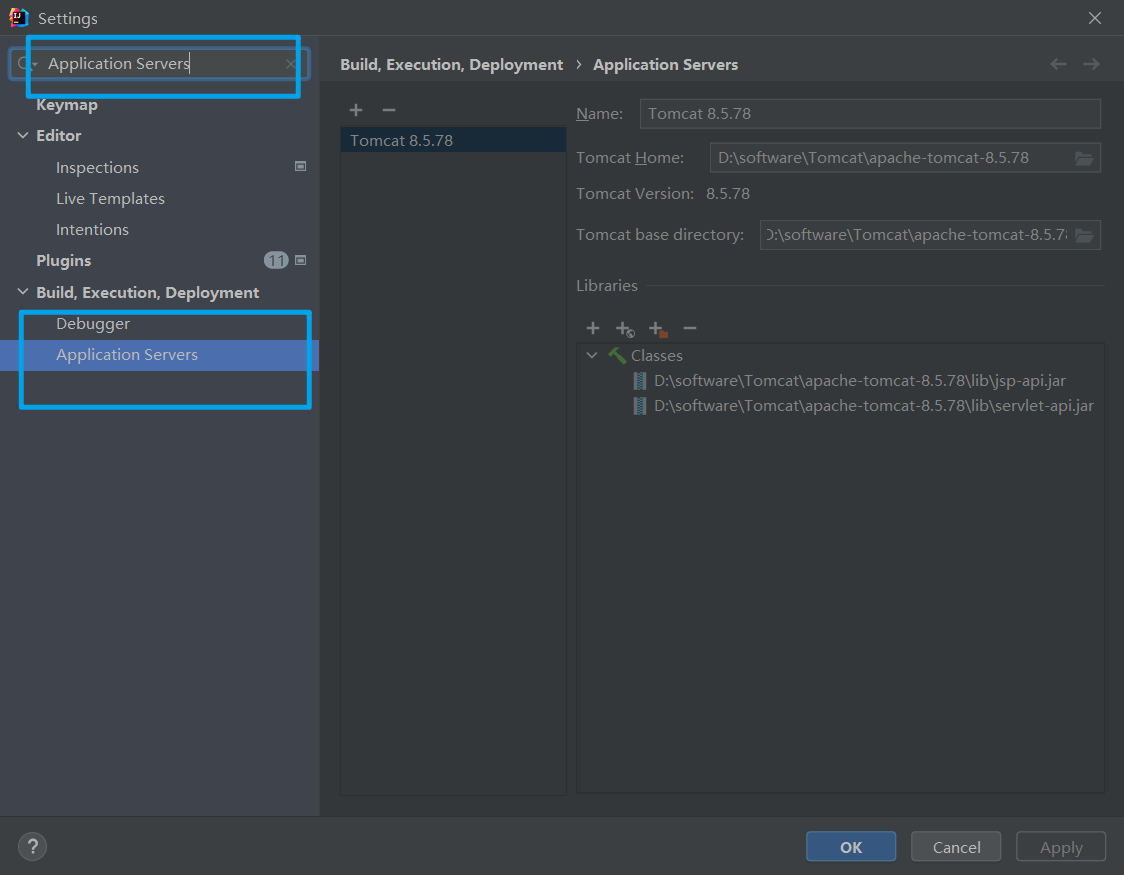 Settings
Application Servers
Keymap
Editor
Inspections
Live Templates
Intentions
Plugins 11
Build, Execution, Deployment
Debugger
Application Servers
Build, Execution, Deployment › Application Servers
Tomcat 8.5.78
Name: Tomcat 8.5.78
Tomcat Home: D:\software\Tomcat\apache-tomcat-8.5.78
Tomcat Version: 8.5.78
Tomcat base directory: D:\software\Tomcat\apache-tomcat-8.5.78
Libraries
Classes
D:\software\Tomcat\apache-tomcat-8.5.78\lib\jsp-api.jar
D:\software\Tomcat\apache-tomcat-8.5.78\lib\servlet-api.jar
?
OK
Cancel
Apply